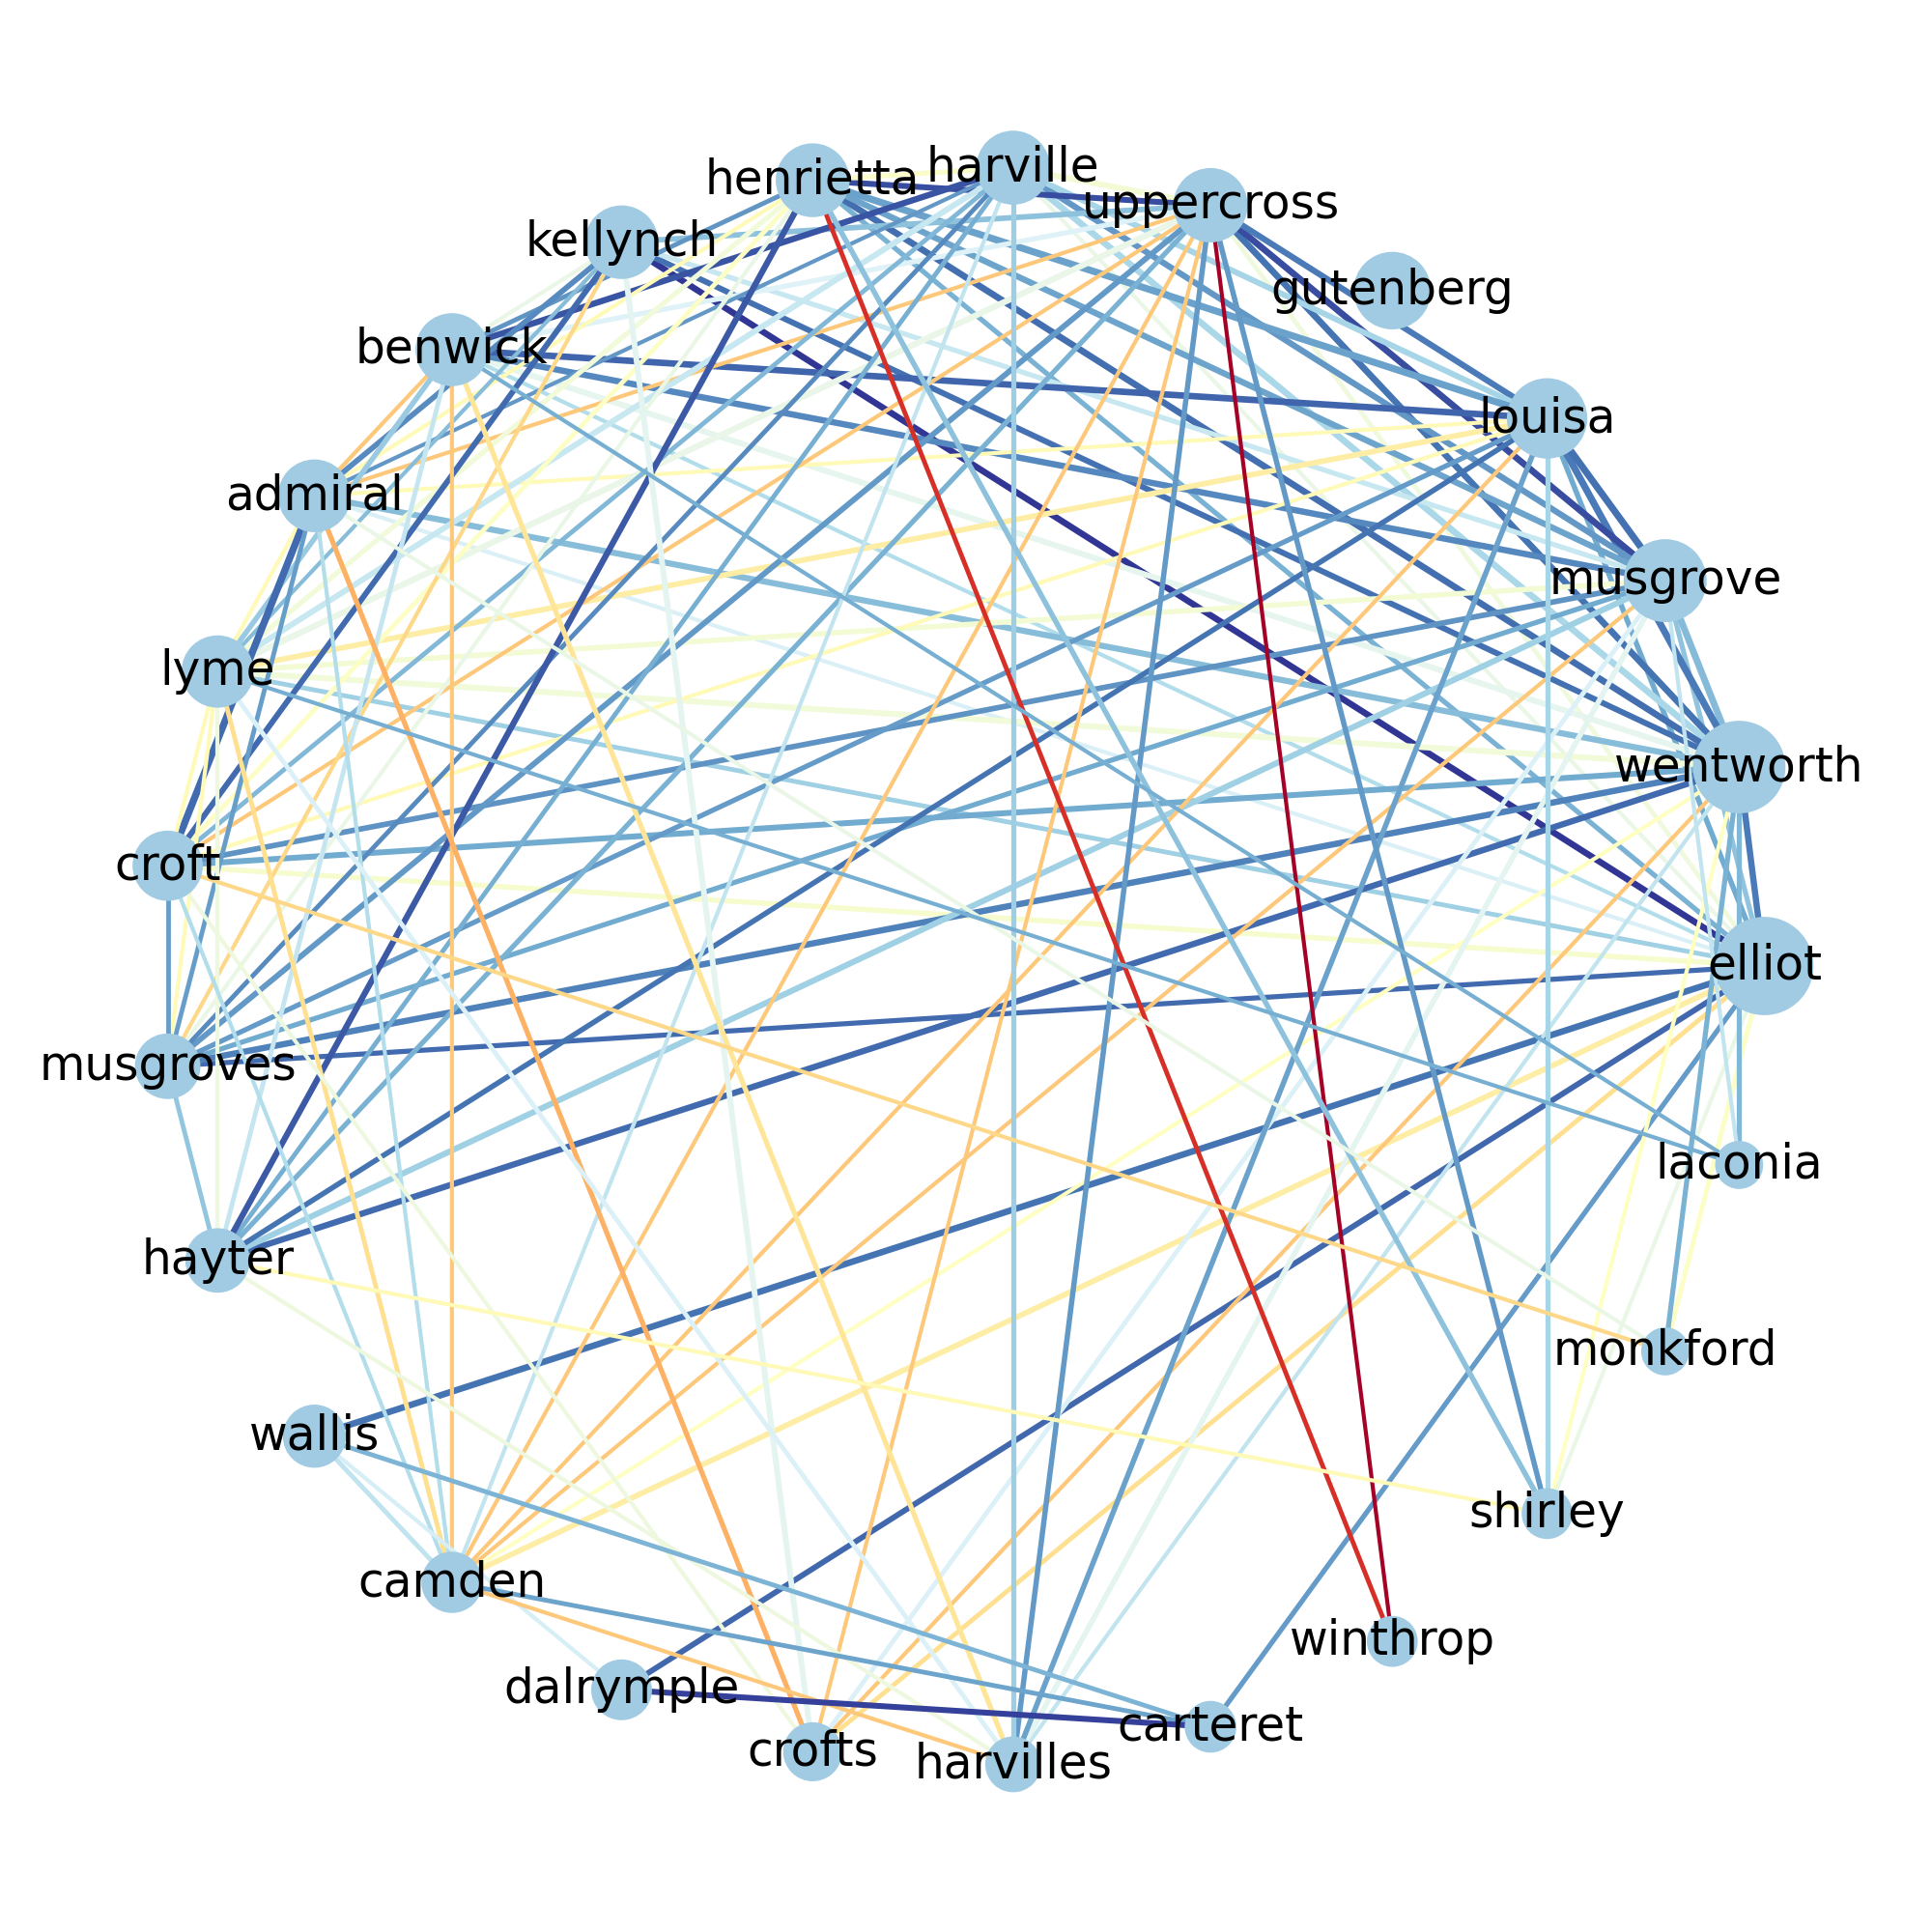 harville
henrietta
uppercross
kellynch
gutenberg
benwick
louisa
admiral
musgrove
lyme
wentworth
croft
elliot
musgroves
laconia
hayter
monkford
wallis
shirley
camden
winthrop
dalrymple
carteret
crofts
harvilles